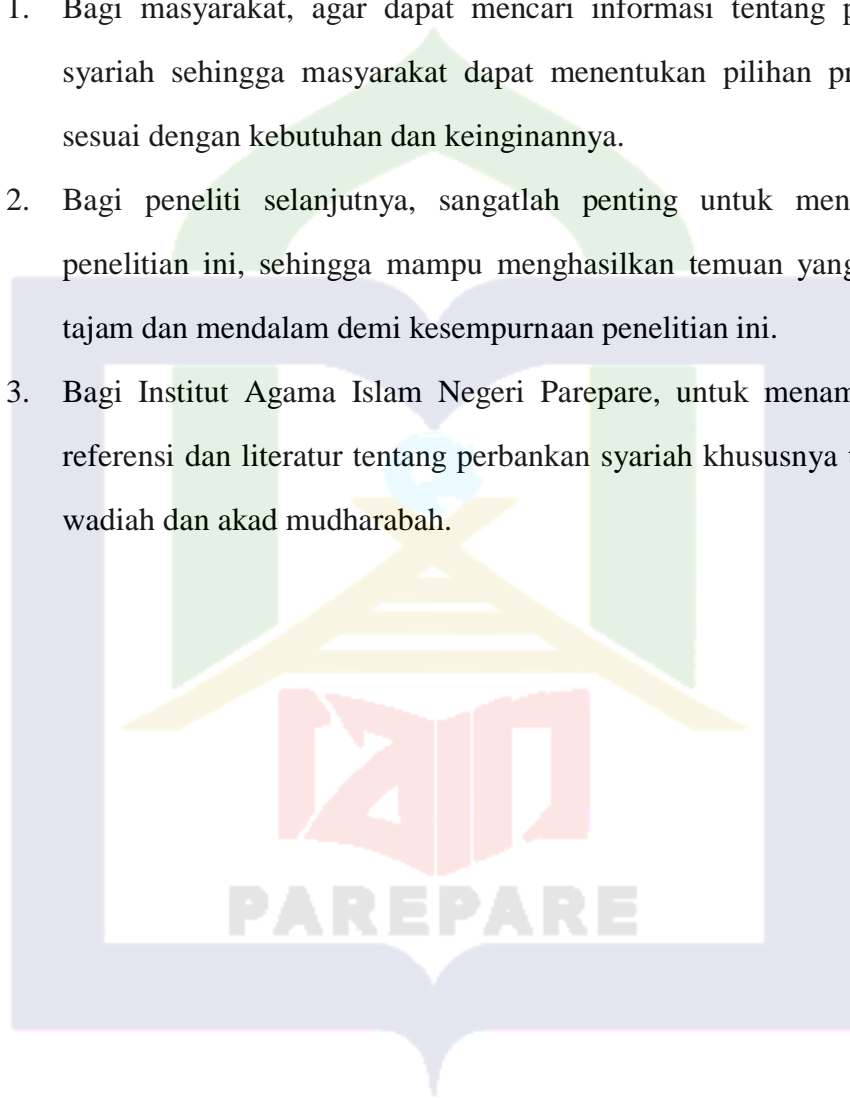 1. Bagi masyarakat, agar dapat mencari informasi tentang
syariah sehingga masyarakat dapat menentukan pilihan
sesuai dengan kebutuhan dan keinginannya.
2. Bagi peneliti selanjutnya, sangatlah penting untuk
penelitian ini, sehingga mampu menghasilkan temuan yang
tajam dan mendalam demi kesempurnaan penelitian ini.
3. Bagi Institut Agama Islam Negeri Parepare, untuk
referensi dan literatur tentang perbankan syariah khususnya
wadiah dan akad mudharabah.
PAREPARE